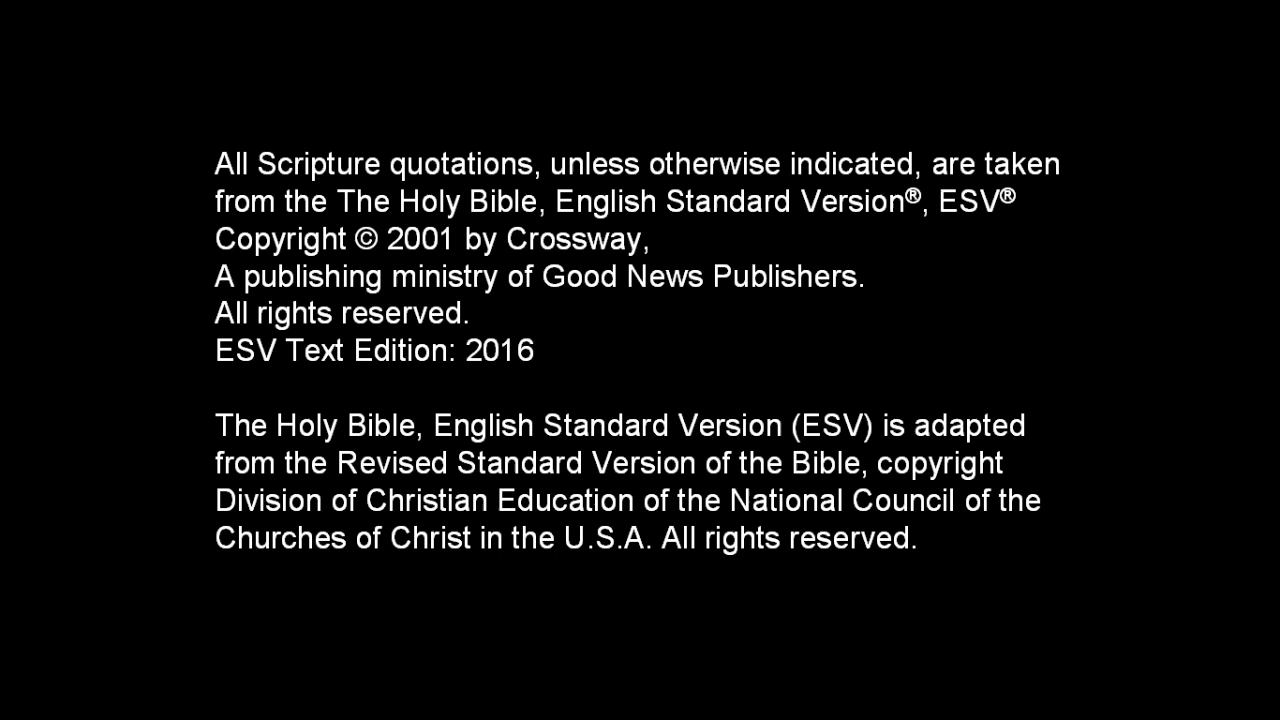 All Scripture quotations, unless otherwise indicated, are taken
from the The Holy Bible, English Standard Version®, ESV®
Copyright © 2001 by Crossway,
A publishing ministry of Good News Publishers.
All rights reserved.
ESV Text Edition: 2016
The Holy Bible, English Standard Version (ESV) is adapted
from the Revised Standard Version of the Bible, copyright
Division of Christian Education of the National Council of the
Churches of Christ in the U.S.A. All rights reserved.